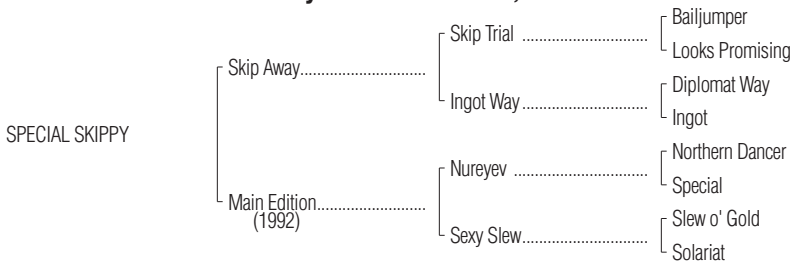 Skip Trial ..............................
Bailjumper
Looks Promising
Skip Away..............................
Ingot Way..............................
Diplomat Way
Ingot
SPECIAL SKIPPY
Nureyev ..............................
Northern Dancer
Special
Main Edition..........................
(1992)
Sexy Slew..............................
Slew o' Gold
Solariat